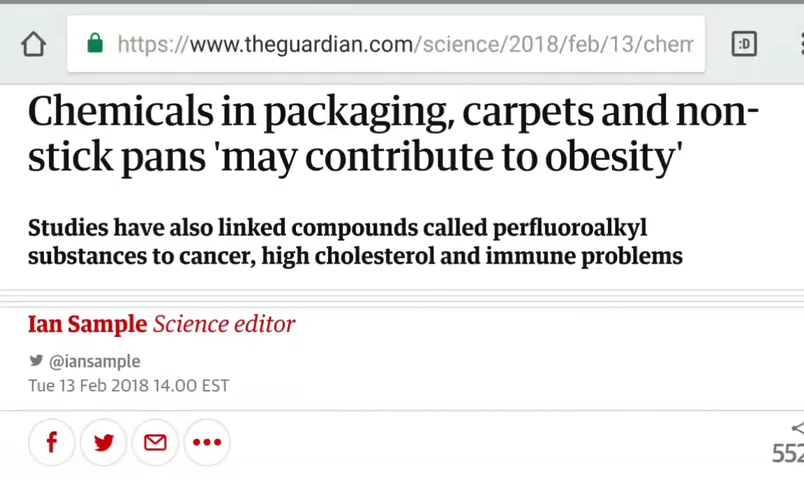 https://www.theguardian.com/science/2018/feb/13/chem
:D
Chemicals in packaging, carpets and non-
stick pans 'may contribute to obesity'
Studies have also linked compounds called perfluoroalkyl
substances to cancer, high cholesterol and immune problems
Ian Sample Science editor
@iansample
Tue 13 Feb 2018 14.00 EST
552